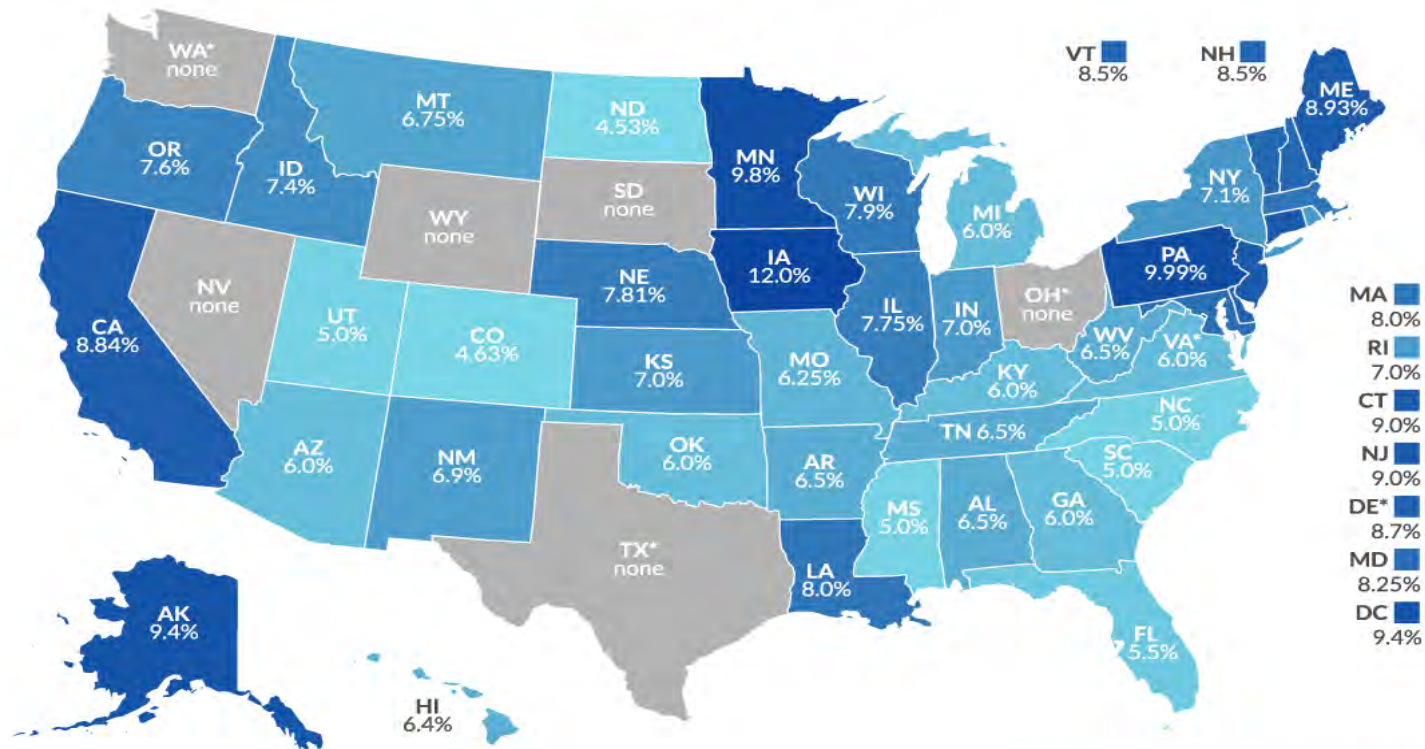 WA*
none
VT
8.5%
NH
8.5%
ME
8.93%
MT
6.75%
ND
4.53%
OR
7.6%
ID
7.4%
MN
9.8%
WI
7.9%
NY
7.1%
SD
none
WY
none
MI
6.0%
IA
12.0%
PA
9.99%
NE
7.81%
NV
none
OH*
none
MA
8.0%
IL
7.75%
IN
7.0%
UT
5.0%
CA
8.84%
CO
4.63%
WV
6.5%
VA*
6.0%
RI
7.0%
KS
7.0%
MO
6.25%
KY
6.0%
CT
9.0%
NC
5.0%
TN 6.5%
AZ
6.0%
NM
6.9%
OK
6.0%
AR
6.5%
SC
5.0%
NJ
9.0%
MS
5.0%
AL
6.5%
GA
6.0%
DE*
8.7%
TX*
none
LA
8.0%
MD
8.25%
AK
9.4%
DC
9.4%
FL
5.5%
HI
6.4%